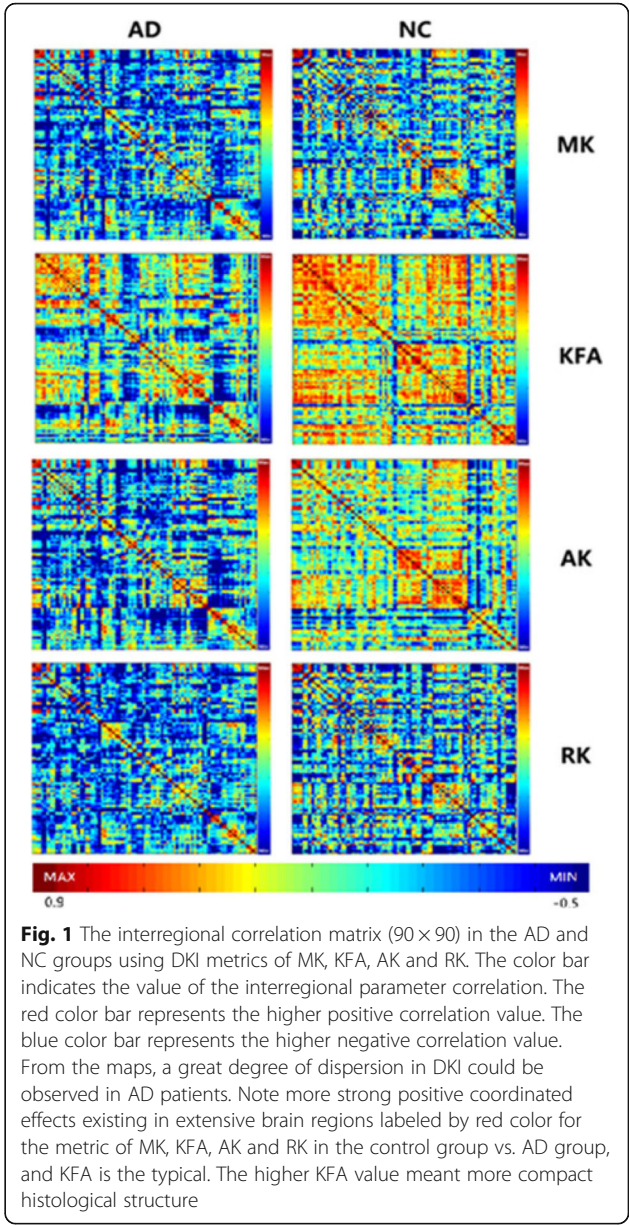 AD NC
MK
KFA
AK
RK
MAX MIN
0.9 -0.5
Fig. 1 The interregional correlation matrix (90 × 90) in the AD and
NC groups using DKI metrics of MK, KFA, AK and RK. The color bar
indicates the value of the interregional parameter correlation. The
red color bar represents the higher positive correlation value. The
blue color bar represents the higher negative correlation value.
From the maps, a great degree of dispersion in DKI could be
observed in AD patients. Note more strong positive coordinated
effects existing in extensive brain regions labeled by red color for
the metric of MK, KFA, AK and RK in the control group vs. AD group,
and KFA is the typical. The higher KFA value meant more compact
histological structure